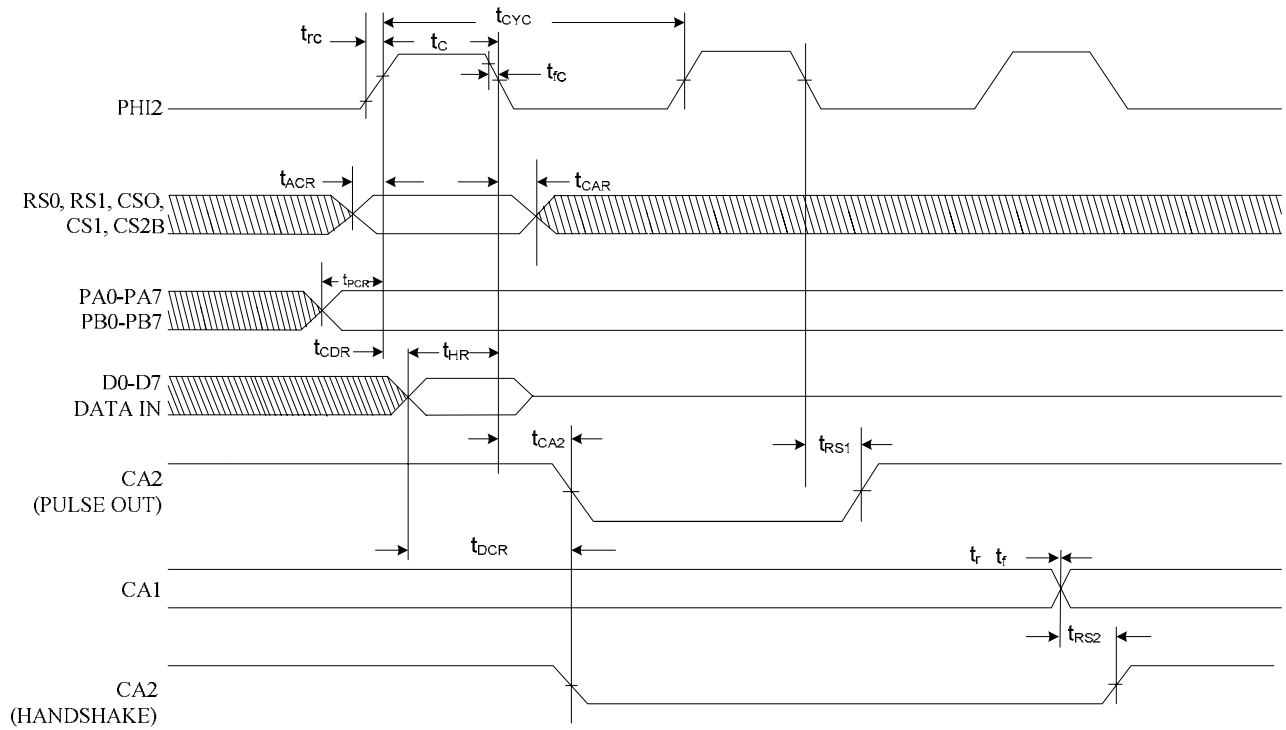 tCYC
trc
tC
tfC
PHI2
tACR
tCAR
RS0, RS1, CSO,
CS1, CS2B
tPCR
PA0-PA7
PB0-PB7
tCDR
tHR
D0-D7
DATA IN
tCA2
tRS1
CA2
(PULSE OUT)
tDCR
tr tf
CA1
tRS2
CA2
(HANDSHAKE)